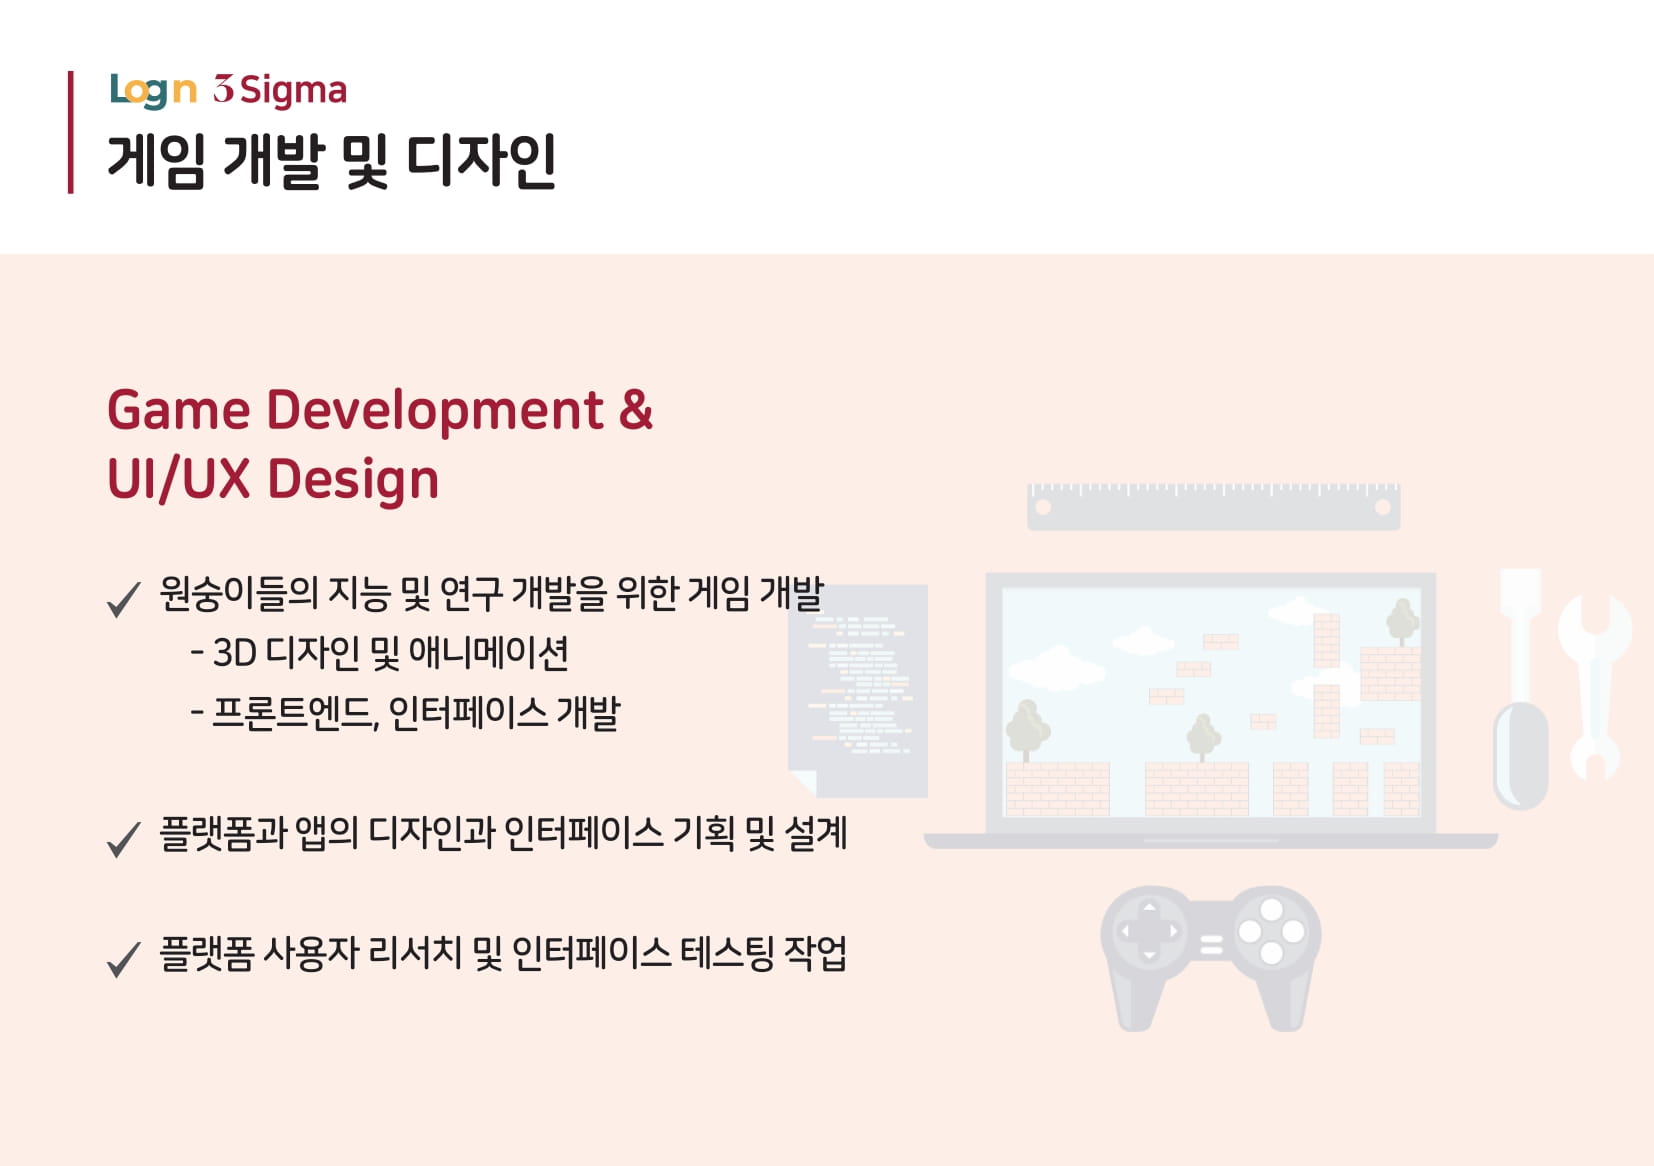 Logn 3 Sigma
게임 개발 및 디자인
Game Development &
UI/UX Design
원숭이들의 지능 및 연구 개발을 위한 게임 개발
- 3D 디자인 및 애니메이션
- 프론트엔드, 인터페이스 개발
플랫폼과 앱의 디자인과 인터페이스 기획 및 설계
플랫폼 사용자 리서치 및 인터페이스 테스팅 작업